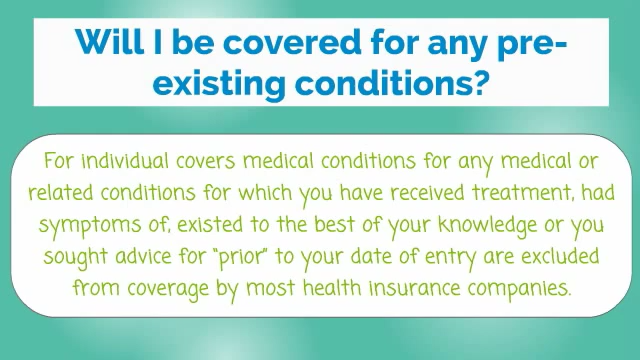 Will I be covered for any pre-
existing conditions?
For individual covers medical conditions for any medical or
related conditions for which you have received treatment, had
symptoms of, existed to the best of your knowledge or you
sought advice for "prior" to your date of entry are excluded
from coverage by most health insurance companies.